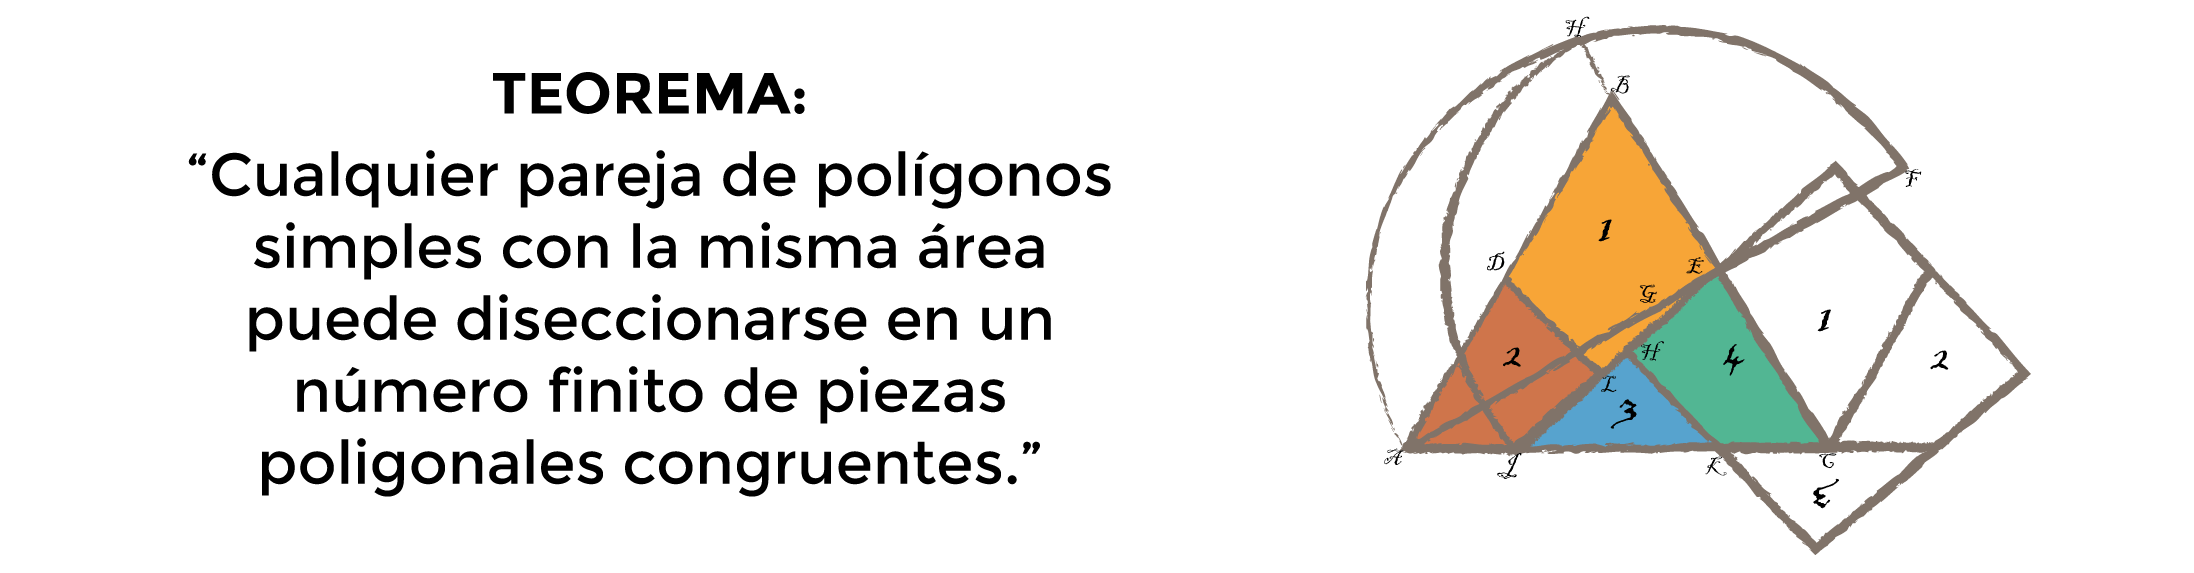 TEOREMA:
“Cualquier pareja de polígonos
simples con la misma área
puede diseccionarse en un
número finito de piezas
poligonales congruentes.”
H
B
F
D
E
1
G
1
2
H
4
2
L
3
A
J
K
C
3